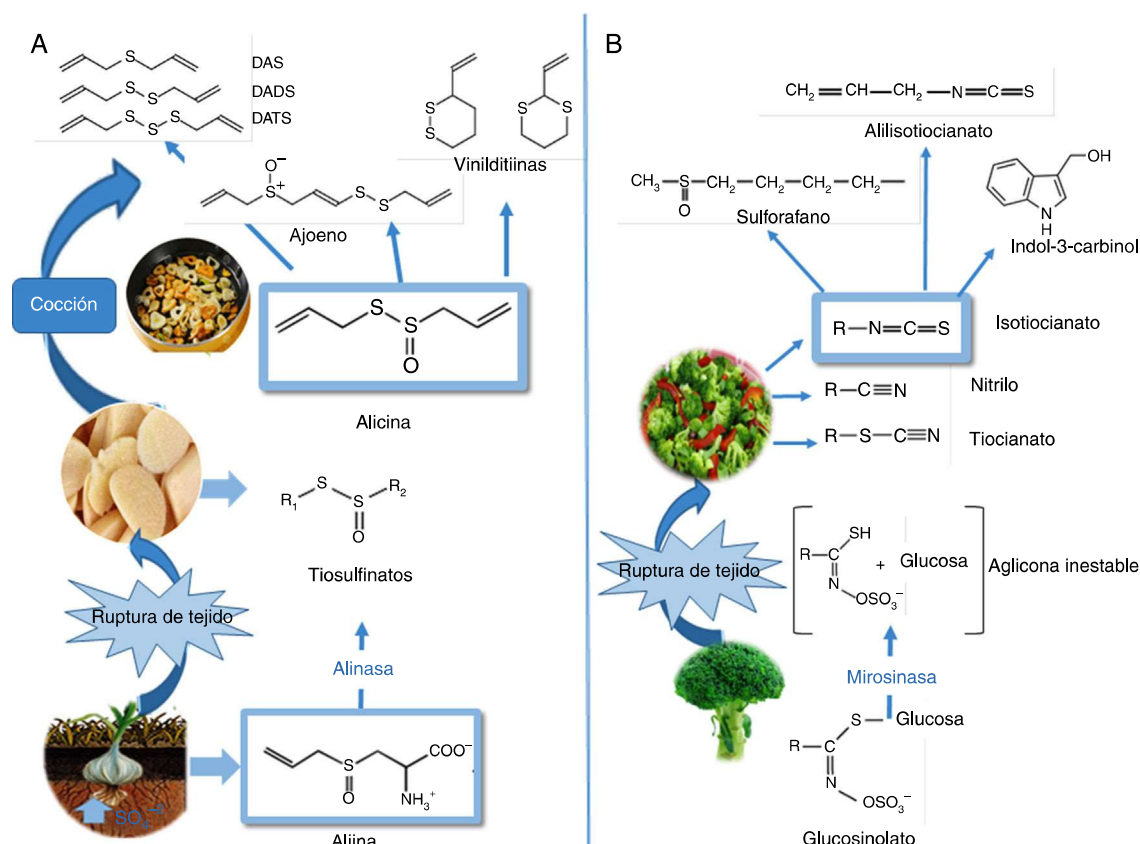 A
DAS
DADS
DATS
Vinilditiinas
O−
S+
S
S
Ajoeno
Cocción
S
S
O
Alicina
R1
S
S
R2
O
Tiosulfinatos
Ruptura de tejido
Alinasa
COO−
S
O
NH3+
SO4−
Aliina
B
CH2 CH CH2 N C S
Alilisotiocianato
CH3 S CH2 CH2 CH2 CH2
O
Sulforafano
OH
N
H
Indol-3-carbinol
R N C S
Isotiocianato
R C N
Nitrilo
R S C N
Tiocianato
Ruptura de tejido
SH
R C
N
OSO3−
+ Glucosa
Aglicona inestable
Mirosinasa
S Glucosa
R C
N
OSO3−
Glucosinolato